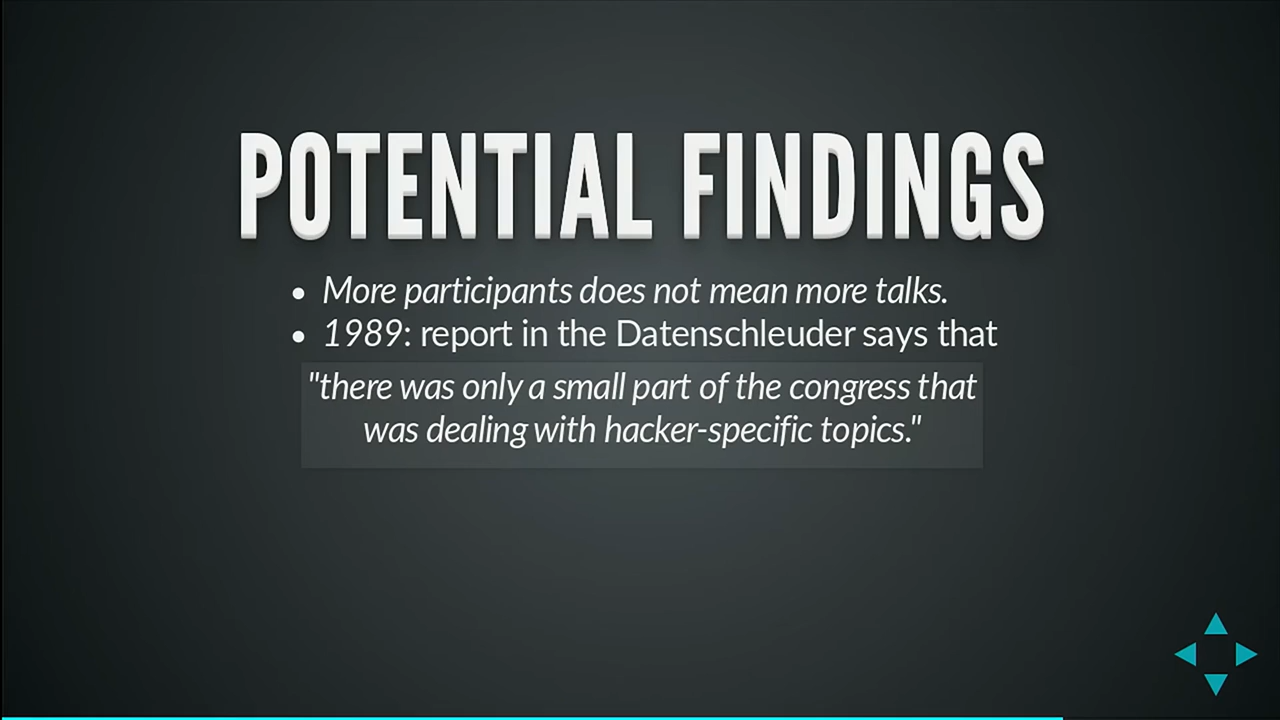 POTENTIAL FINDINGS
• More participants does not mean more talks.
• 1989: report in the Datenschleuder says that
"there was only a small part of the congress that
was dealing with hacker-specific topics."